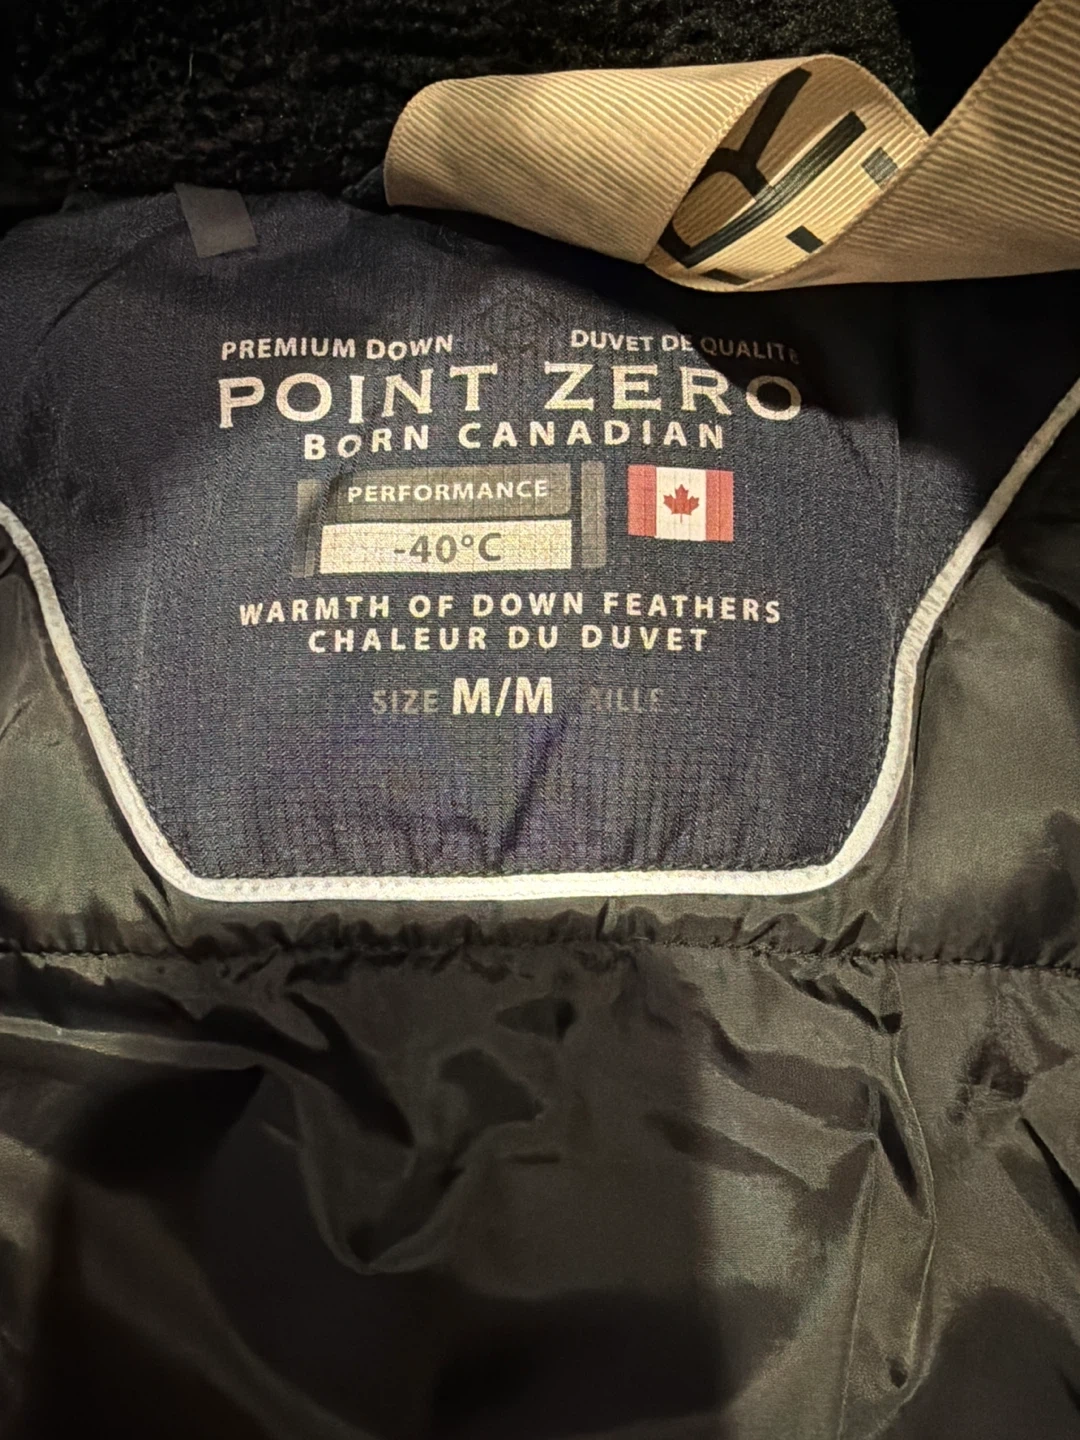 PREMIUM DOWN
DUVET DE QUALITE
POINT ZERO
BORN CANADIAN
PERFORMANCE
-40°C
WARMTH OF DOWN FEATHERS
CHALEUR DU DUVET
SIZE M/M TAILLE